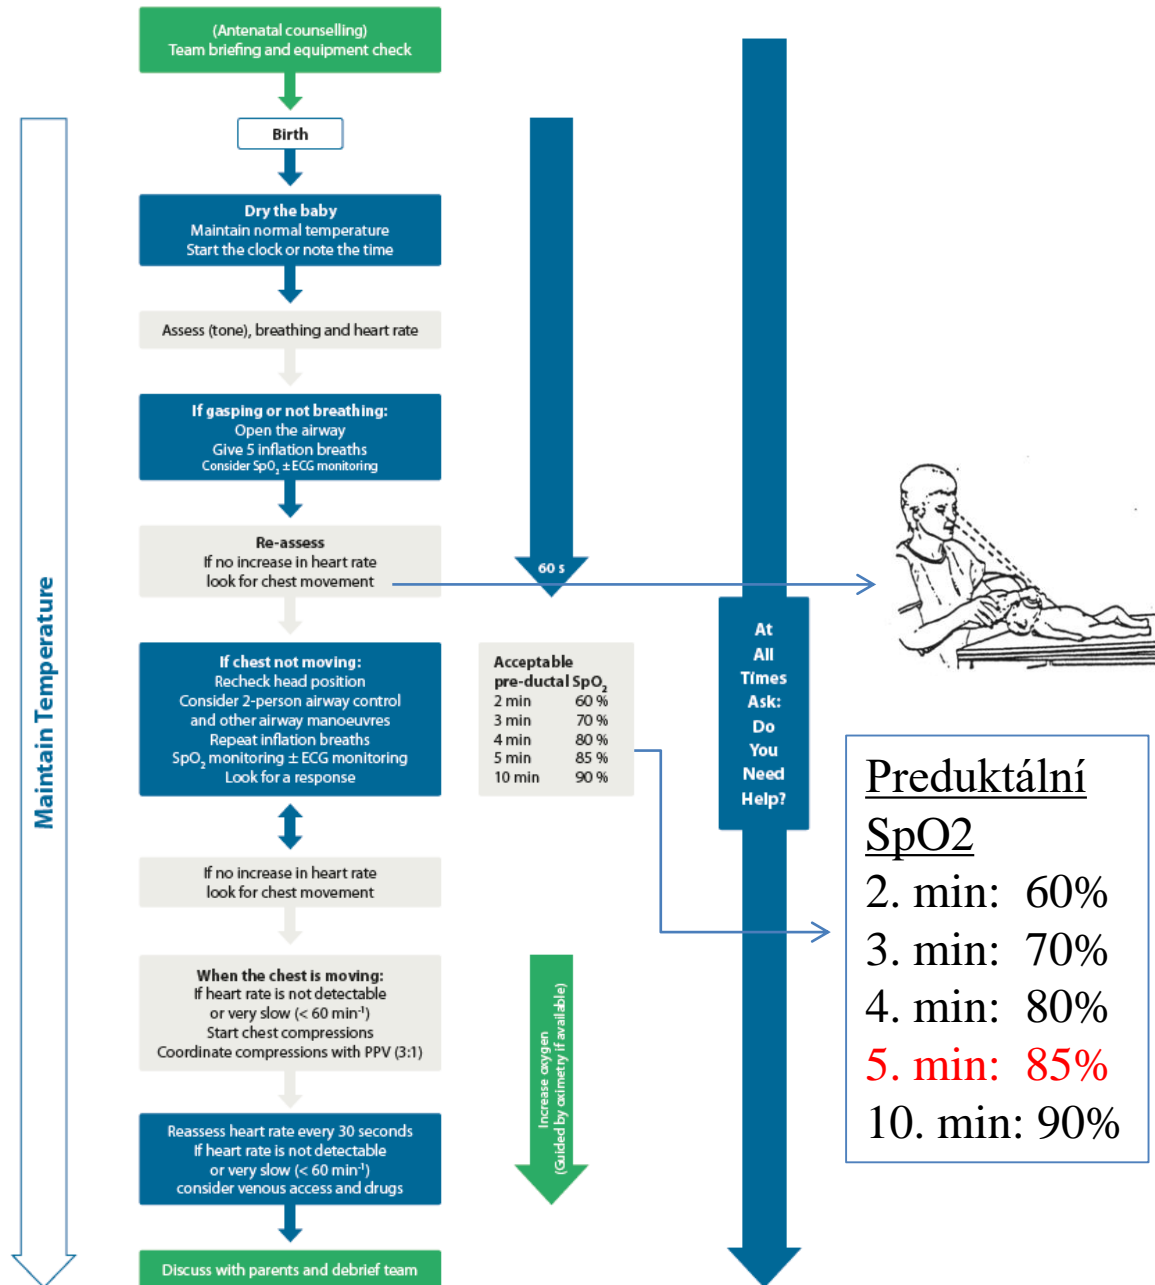 (Antenatal counselling)
Team briefing and equipment check
Birth
Dry the baby
Maintain normal temperature
Start the clock or note the time
Assess (tone), breathing and heart rate
If gasping or not breathing:
Open the airway
Give 5 inflation breaths
Consider SpO₂ ± ECG monitoring
Re-assess
If no increase in heart rate
look for chest movement
If chest not moving:
Recheck head position
Consider 2-person airway control
and other airway manoeuvres
Repeat inflation breaths
SpO₂ monitoring ± ECG monitoring
Look for a response
If no increase in heart rate
look for chest movement
When the chest is moving:
If heart rate is not detectable
or very slow (< 60 min⁻¹)
Start chest compressions
Coordinate compressions with PPV (3:1)
Reassess heart rate every 30 seconds
If heart rate is not detectable
or very slow (< 60 min⁻¹)
consider venous access and drugs
Discuss with parents and debrief team
Maintain Temperature
60 s
Acceptable
pre-ductal SpO₂
2 min 60 %
3 min 70 %
4 min 80 %
5 min 85 %
10 min 90 %
Increase oxygen
(Guided by oximetry if available)
At
All
Times
Ask:
Do
You
Need
Help?
Preduktální
SpO2
2. min: 60%
3. min: 70%
4. min: 80%
5. min: 85%
10. min: 90%